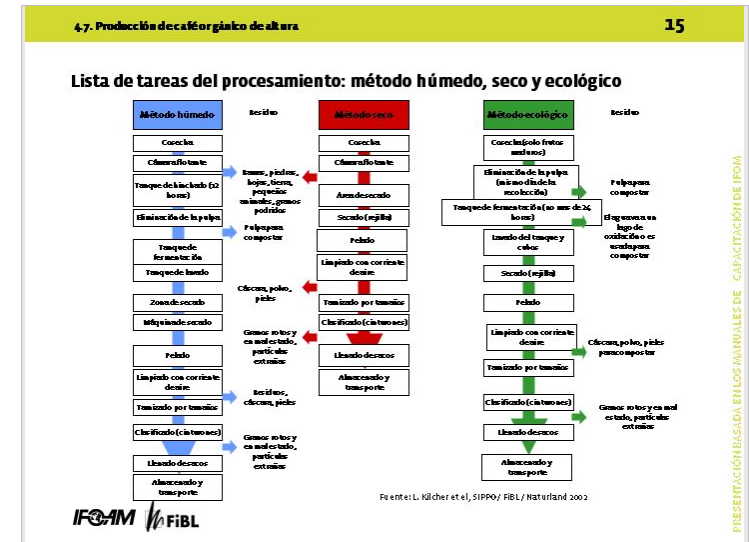 4.7. Producción de café orgánico de altura
15
Lista de tareas del procesamiento: método húmedo, seco y ecológico
Método húmedo
Residuo
Cosecha
Cámara flotante
Tanque de hinchado (12
horas)
Eliminación de la pulpa
Tanque de
fermentación
Tanque de lavado
Zona de secado
Máquina de secado
Pelado
Limpiado con corriente
de aire
Tamizado por tamaños
Clasificado (cinturones)
Llenado de sacos
Almacenado y
transporte
Ramas, piedras,
hojas, tierra,
pequeños
animales, granos
podridos
Pulpa para
compostar
Cáscara, polvo,
pieles
Granos rotos y
en mal estado,
partículas
extrañas
Residuos,
cáscara, pieles
Granos rotos y
en mal estado,
partículas
extrañas
Método seco
Cosecha
Cámara flotante
Área de secado
Secado (rejilla)
Pelado
Limpiado con corriente
de aire
Tamizado por tamaños
Clasificado (cinturones)
Llenado de sacos
Almacenado y
transporte
Método ecológico
Residuo
Cosecha (solo frutos
maduros)
Eliminación de la pulpa
(mismo día de la
recolección)
Tanque de fermentación (no mas de 24
horas)
Lavado del tanque y
cubos
Secado (rejilla)
Pelado
Limpiado con corriente
de aire
Tamizado por tamaños
Clasificado (cinturones)
Llenado de sacos
Almacenado y
transporte
Pulpa para
compostar
El agua va a un
lago de
oxidación o es
usada para
compostar
Cáscara, polvo, pieles
para compostar
Granos rotos y en mal
estado, partículas
extrañas
Fuente: L. Kilcher et el, SIPPO/ FiBL/ Naturland 2002
IFOAM
FiBL
PRESENTACIÓN BASADA EN LOS MANUALES DE CAPACITACIÓN DE IFOM